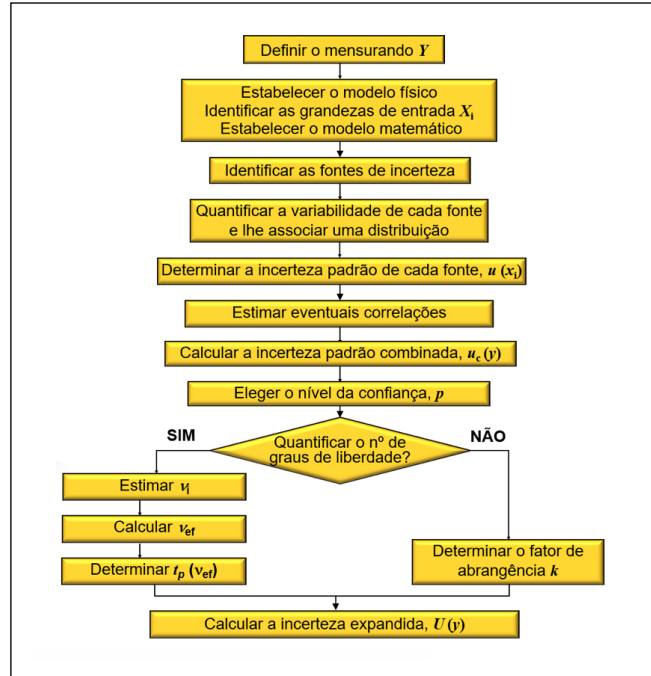 Definir o mensurando Y
Estabelecer o modelo físico
Identificar as grandezas de entrada Xi
Estabelecer o modelo matemático
Identificar as fontes de incerteza
Quantificar a variabilidade de cada fonte
e lhe associar uma distribuição
Determinar a incerteza padrão de cada fonte, u (xi)
Estimar eventuais correlações
Calcular a incerteza padrão combinada, uc (y)
Eleger o nível da confiança, p
Quantificar o nº de
graus de liberdade?
SIM
NÃO
Estimar νi
Calcular νef
Determinar tp (νef)
Determinar o fator de
abrangência k
Calcular a incerteza expandida, U (y)